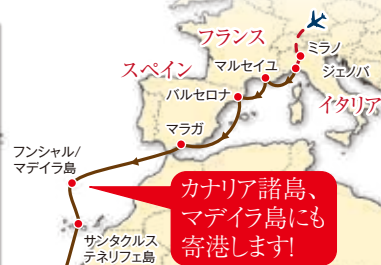 フランス
ミラノ
ジェノバ
マルセイユ
スペイン
バルセロナ
イタリア
マラガ
フンシャル/
マデイラ島
カナリア諸島、
マデイラ島にも
寄港します!
サンタクルス
テネリフェ島